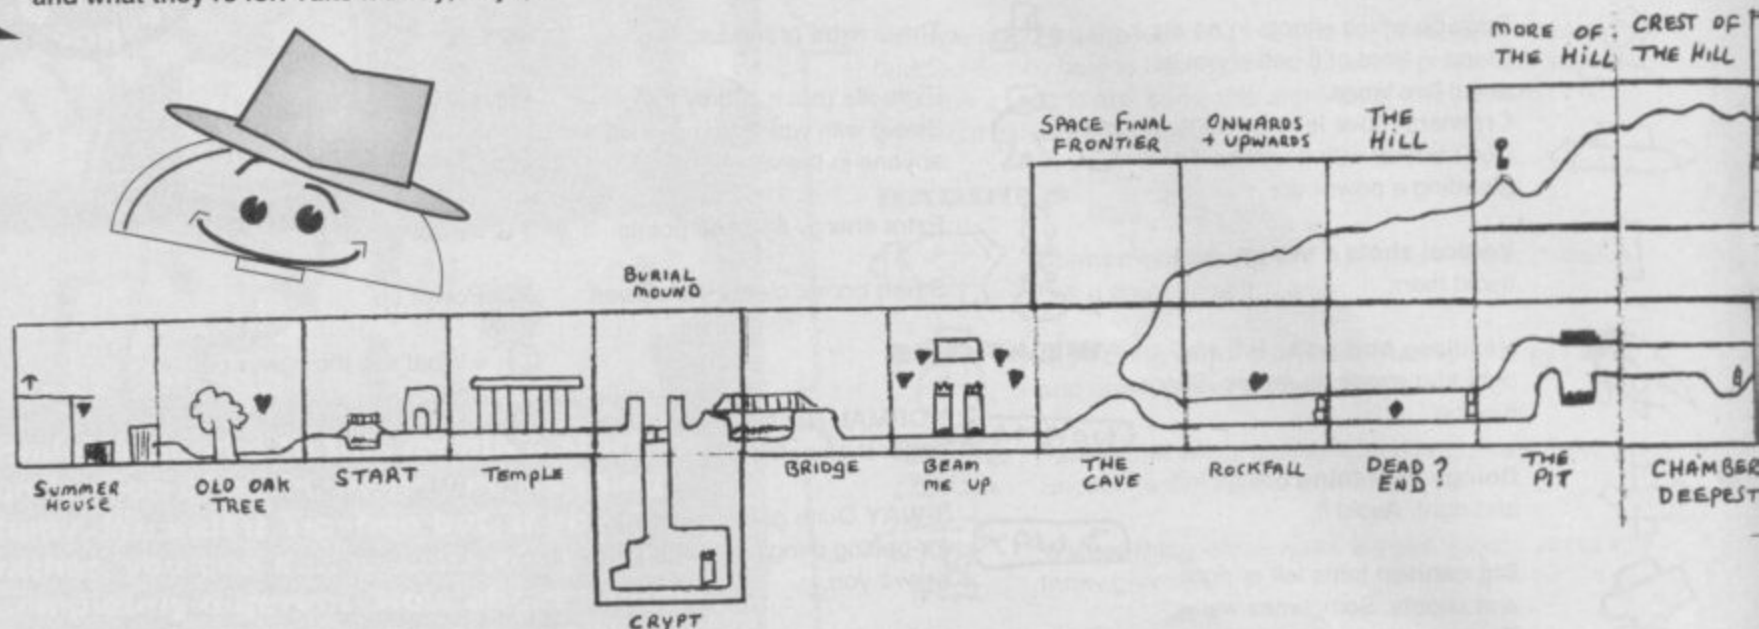 MORE OF
THE HILL
CREST OF
THE HILL
SPACE FINAL
FRONTIER
ONWARDS
+ UPWARDS
THE
HILL
BURIAL
MOUND
SUMMER
HOUSE
OLD OAK
TREE
START
TEMPLE
CRYPT
BRIDGE
BEAM
ME UP
THE
CAVE
ROCKFALL
DEAD ?
END
THE
PIT
CHAMBER
DEEPEST